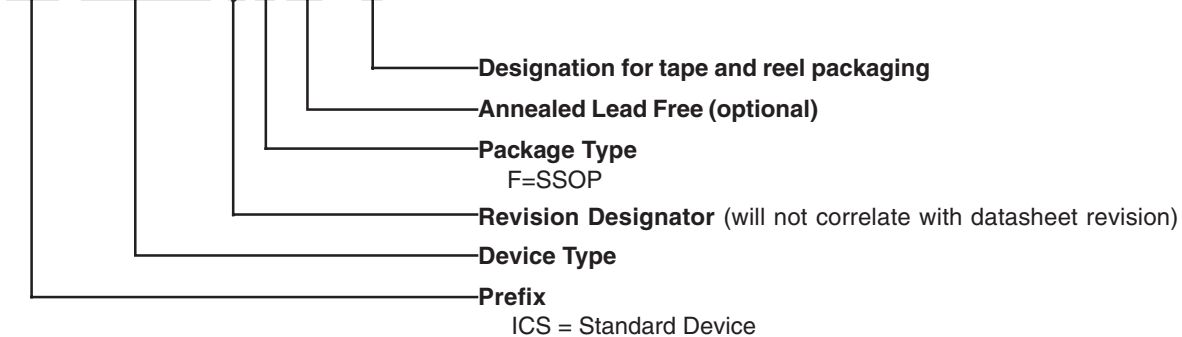 Designation for tape and reel packaging
Annealed Lead Free (optional)
Package Type
F=SSOP
Revision Designator (will not correlate with datasheet revision)
Device Type
Prefix
ICS = Standard Device